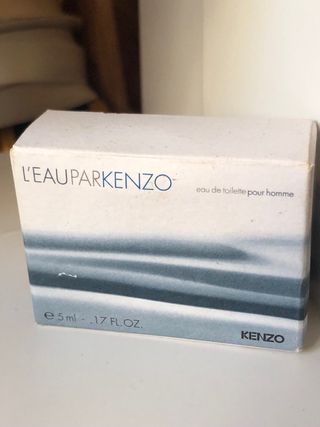 L'EAUPARKENZO
eau de toilette pour homme
℮ 5 ml - .17 FL.OZ.
KENZO